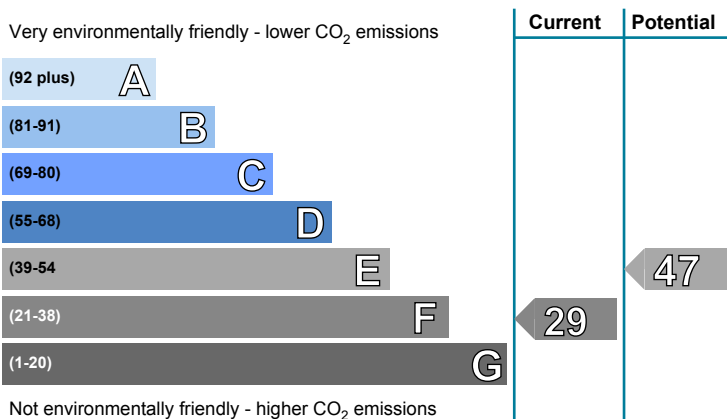 Very environmentally friendly - lower CO2 emissions
Current
Potential
(92 plus) A
(81-91) B
(69-80) C
(55-68) D
(39-54 E
47
(21-38) F
29
(1-20) G
Not environmentally friendly - higher CO2 emissions